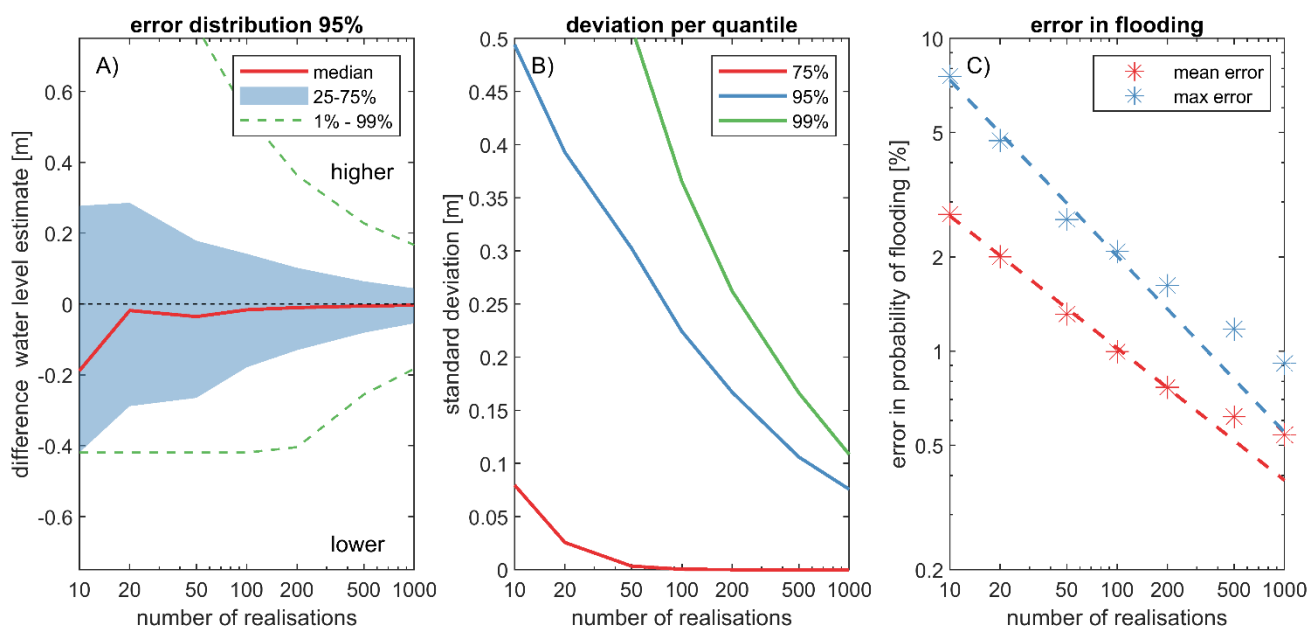 error distribution 95%
A)
median
25-75%
1% - 99%
higher
lower
0.6
0.4
0.2
0
-0.2
-0.4
-0.6
difference water level estimate [m]
10 20 50 100 200 500 1000
number of realisations
deviation per quantile
B)
75%
95%
99%
0.5
0.45
0.4
0.35
0.3
0.25
0.2
0.15
0.1
0.05
0
standard deviation [m]
10 20 50 100 200 500 1000
number of realisations
error in flooding
C)
mean error
max error
10
5
2
1
0.5
0.2
error in probability of flooding [%]
10 20 50 100 200 500 1000
number of realisations